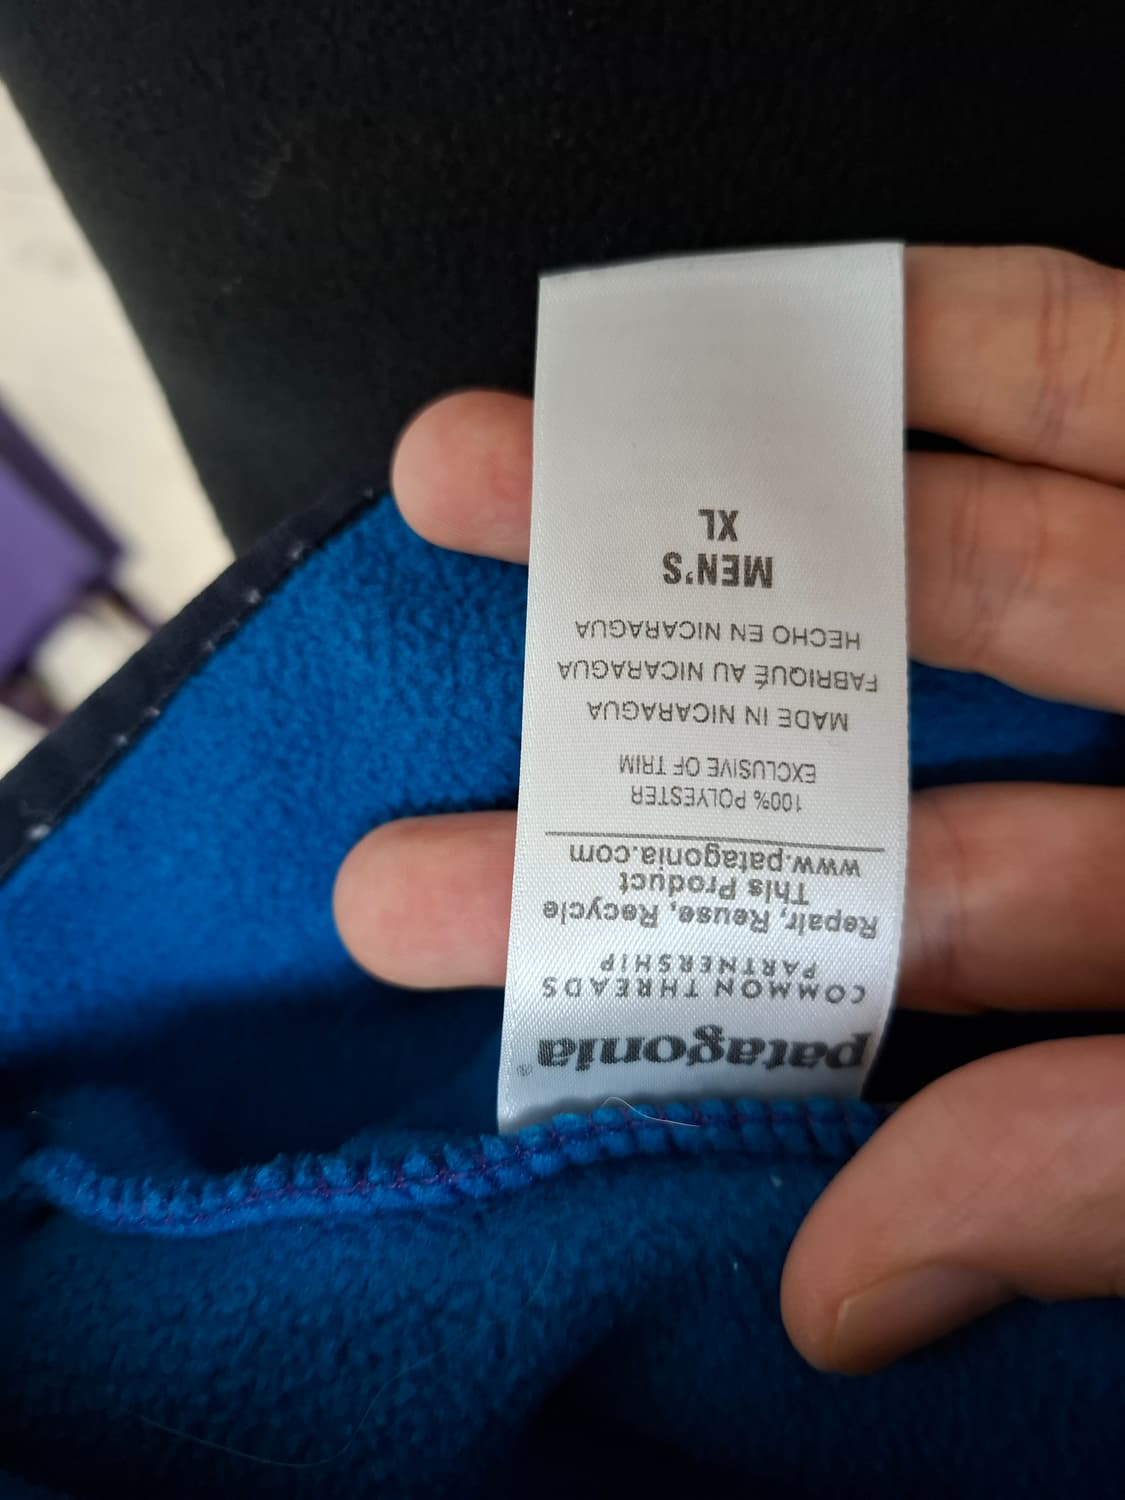 patagonia®
COMMON THREADS
PARTNERSHIP
Repair, Reuse, Recycle
This Product
www.patagonia.com
100% POLYESTER
EXCLUSIVE OF TRIM
MADE IN NICARAGUA
FABRIQUÉ AU NICARAGUA
HECHO EN NICARAGUA
MEN'S
XL